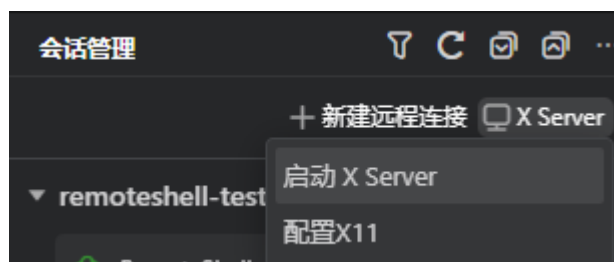 会话管理
新建远程连接 X Server
启动 X Server
remoteshell-test
配置X11